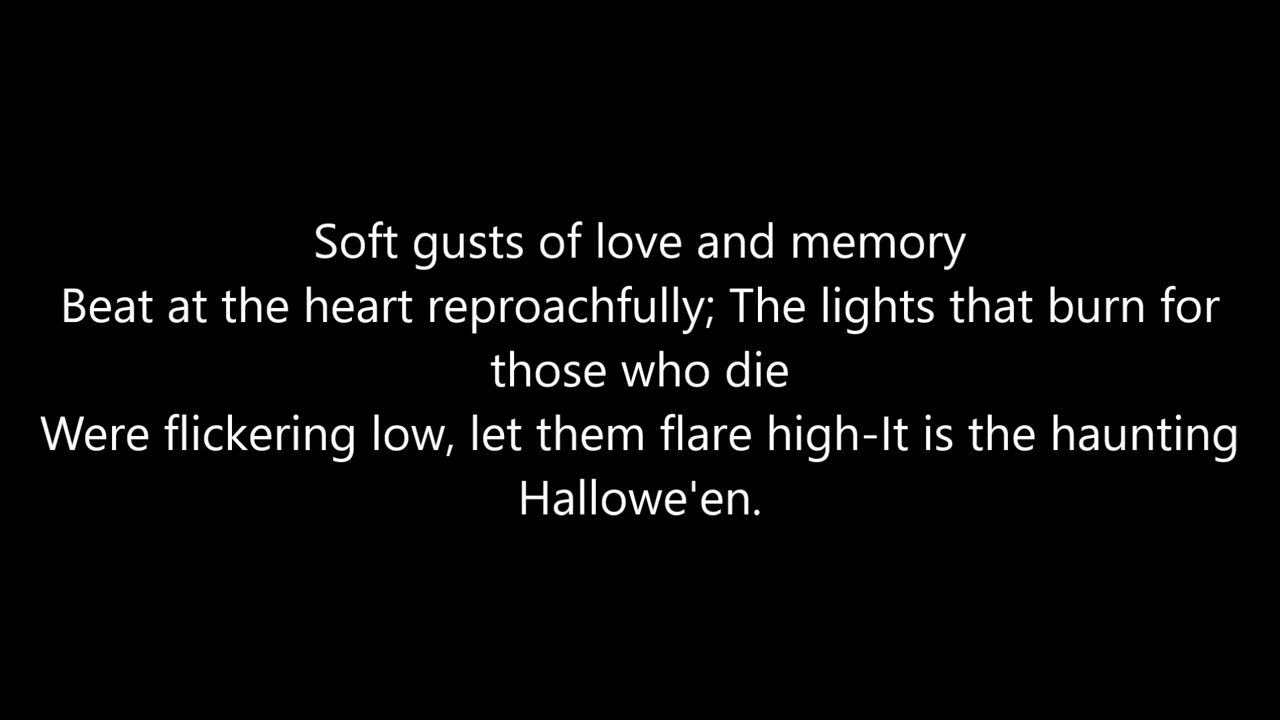 Soft gusts of love and memory
Beat at the heart reproachfully; The lights that burn for
those who die
Were flickering low, let them flare high-It is the haunting
Hallowe'en.